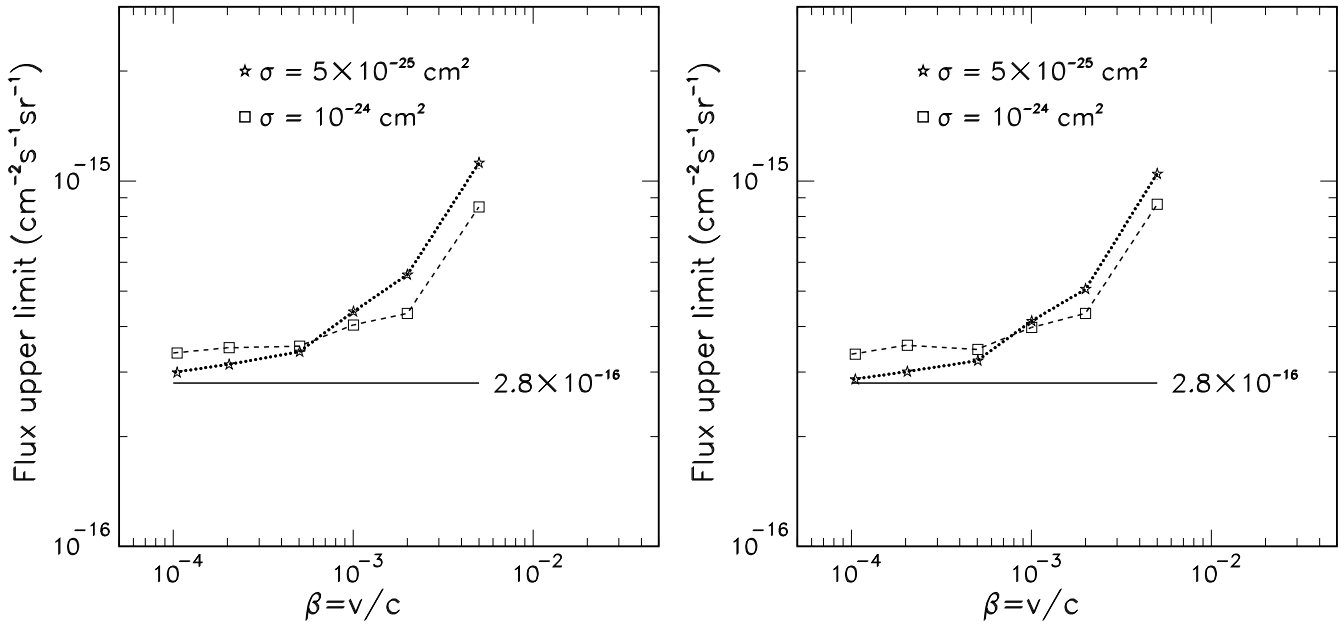 Flux upper limit (cm⁻²s⁻¹sr⁻¹)
☆ σ = 5×10⁻²⁵ cm²
□ σ = 10⁻²⁴ cm²
10⁻¹⁵
2.8×10⁻¹⁶
10⁻¹⁶
10⁻⁴ 10⁻³ 10⁻²
β=v/c
Flux upper limit (cm⁻²s⁻¹sr⁻¹)
☆ σ = 5×10⁻²⁵ cm²
□ σ = 10⁻²⁴ cm²
10⁻¹⁵
2.8×10⁻¹⁶
10⁻¹⁶
10⁻⁴ 10⁻³ 10⁻²
β=v/c